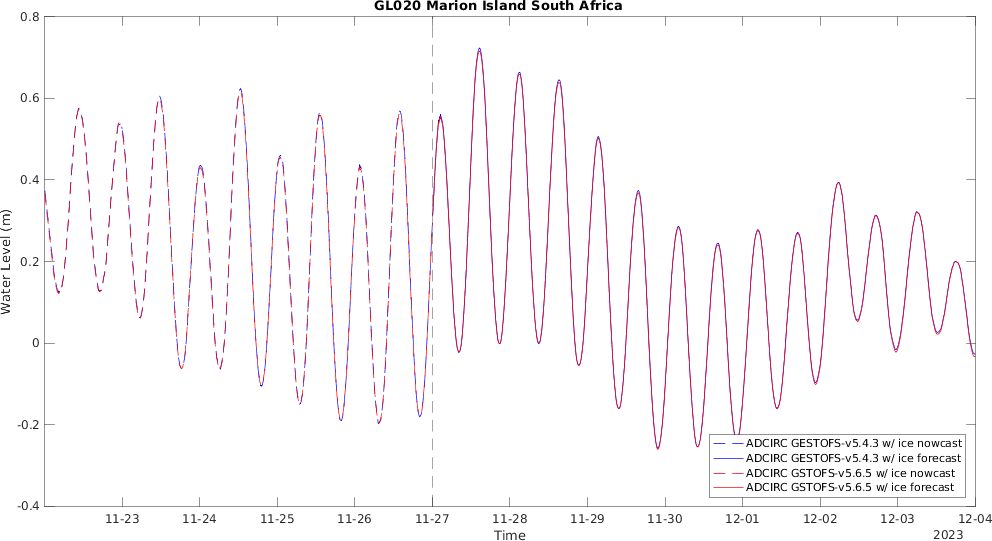 GL020 Marion Island South Africa
0.8
0.6
0.4
0.2
0
-0.2
-0.4
Water Level (m)
ADCIRC GESTOFS-v5.4.3 w/ ice nowcast
ADCIRC GESTOFS-v5.4.3 w/ ice forecast
ADCIRC GSTOFS-v5.6.5 w/ ice nowcast
ADCIRC GSTOFS-v5.6.5 w/ ice forecast
11-23 11-24 11-25 11-26 11-27 11-28 11-29 11-30 12-01 12-02 12-03 12-04
Time
2023